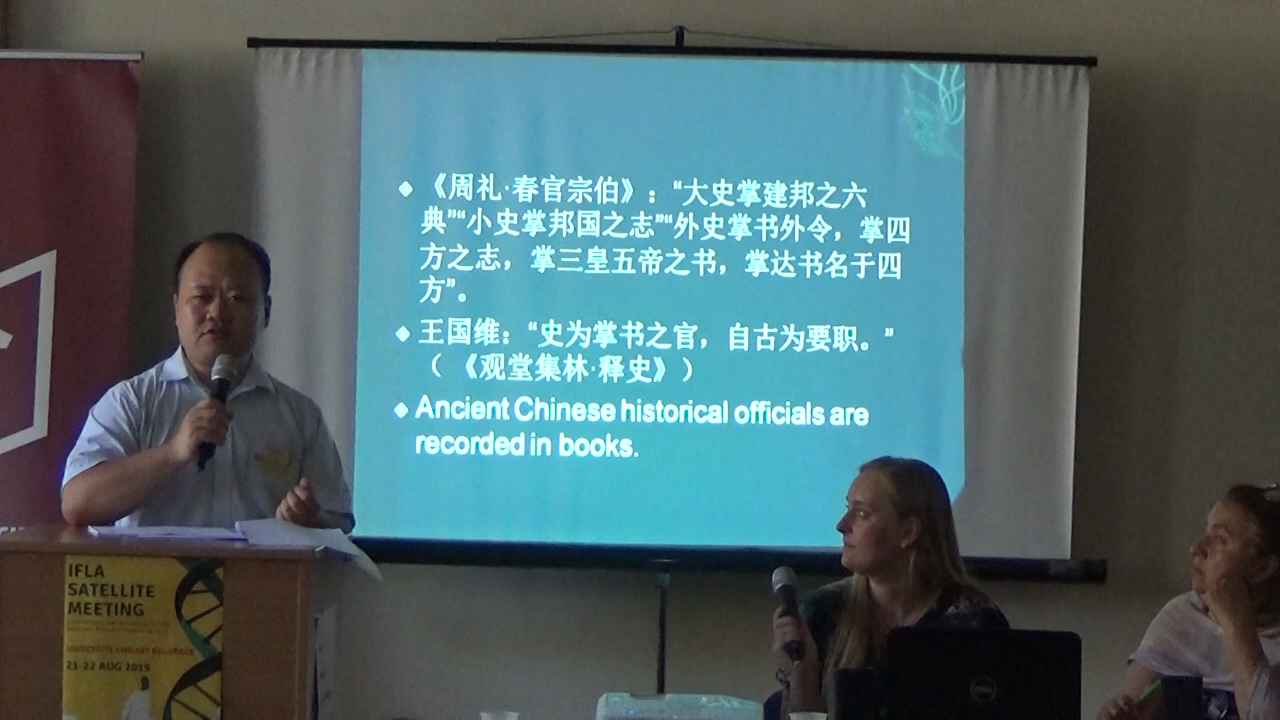 《周礼·春官宗伯》：“大史掌建邦之六
典”“小史掌邦国之志”“外史掌书外令，掌四
方之志，掌三皇五帝之书，掌达书名于四
方”。
王国维：“史为掌书之官，自古为要职。”
（《观堂集林·释史》）
Ancient Chinese historical officials are
recorded in books.
IFLA
SATELLITE
MEETING
UNIVERSITY LIBRARY BELGRADE
21-22 AUG 2019
DELL